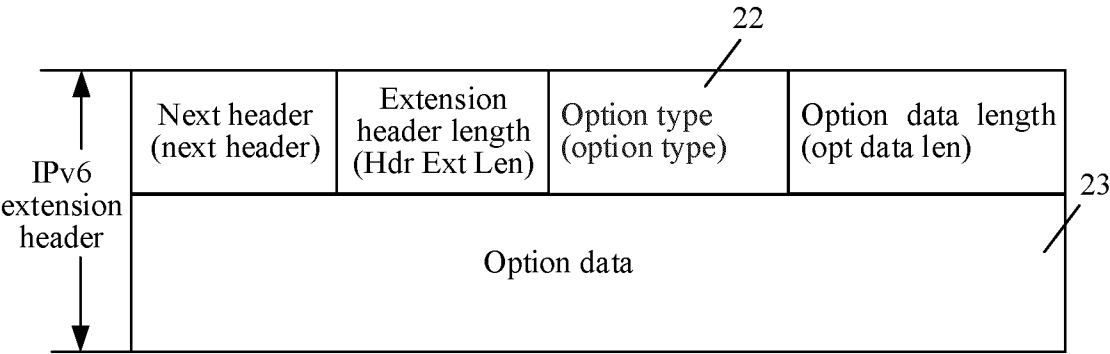 22
Next header
(next header)
Extension
header length
(Hdr Ext Len)
Option type
(option type)
Option data length
(opt data len)
IPv6
extension
header
23
Option data